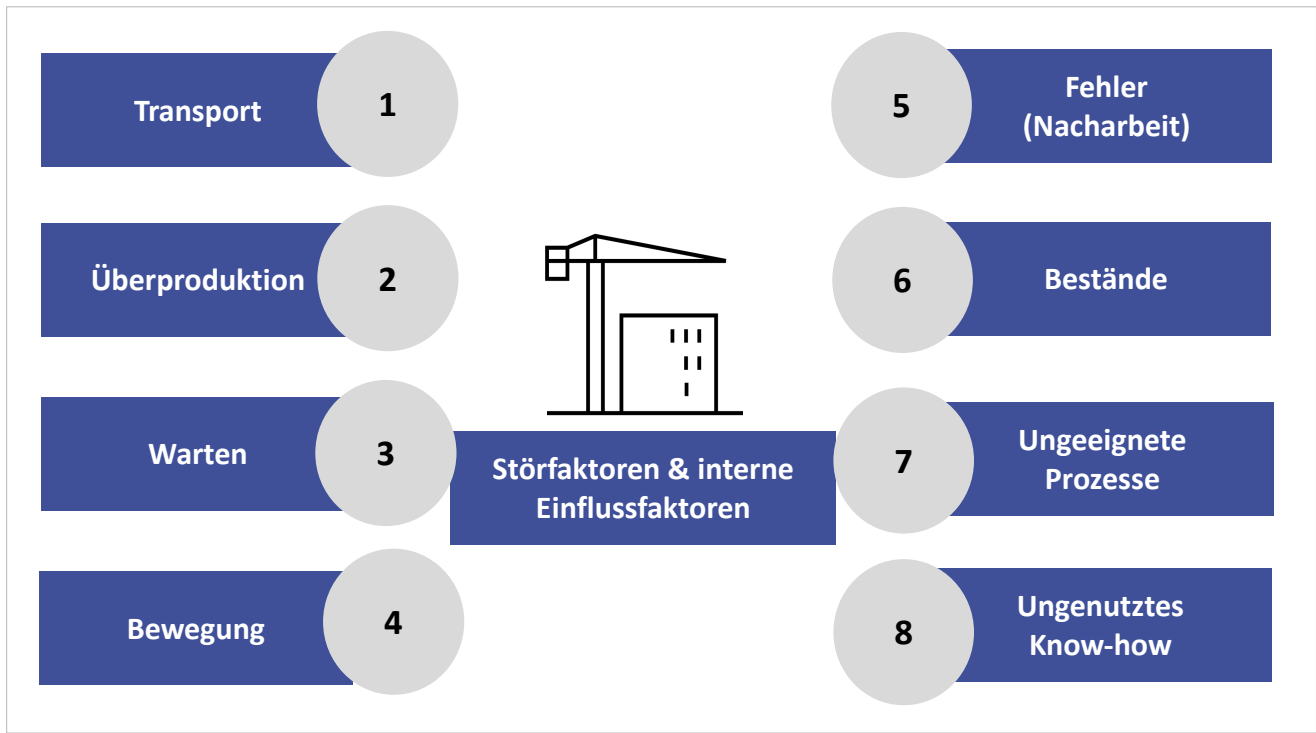 Transport
1
Überproduktion
2
Warten
3
Bewegung
4
Störfaktoren & interne
Einflussfaktoren
5
Fehler
(Nacharbeit)
6
Bestände
7
Ungeeignete
Prozesse
8
Ungenutztes
Know-how